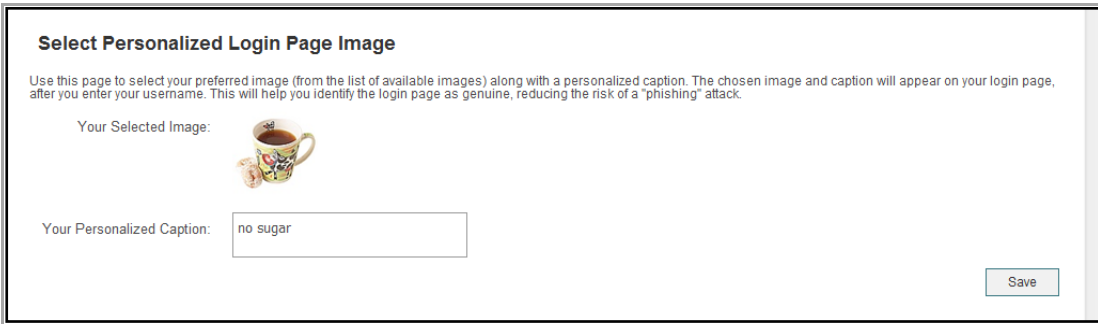 Select Personalized Login Page Image
Use this page to select your preferred image (from the list of available images) along with a personalized caption. The chosen image and caption will appear on your login page,
after you enter your username. This will help you identify the login page as genuine, reducing the risk of a "phishing" attack.
Your Selected Image:
Your Personalized Caption:
no sugar
Save